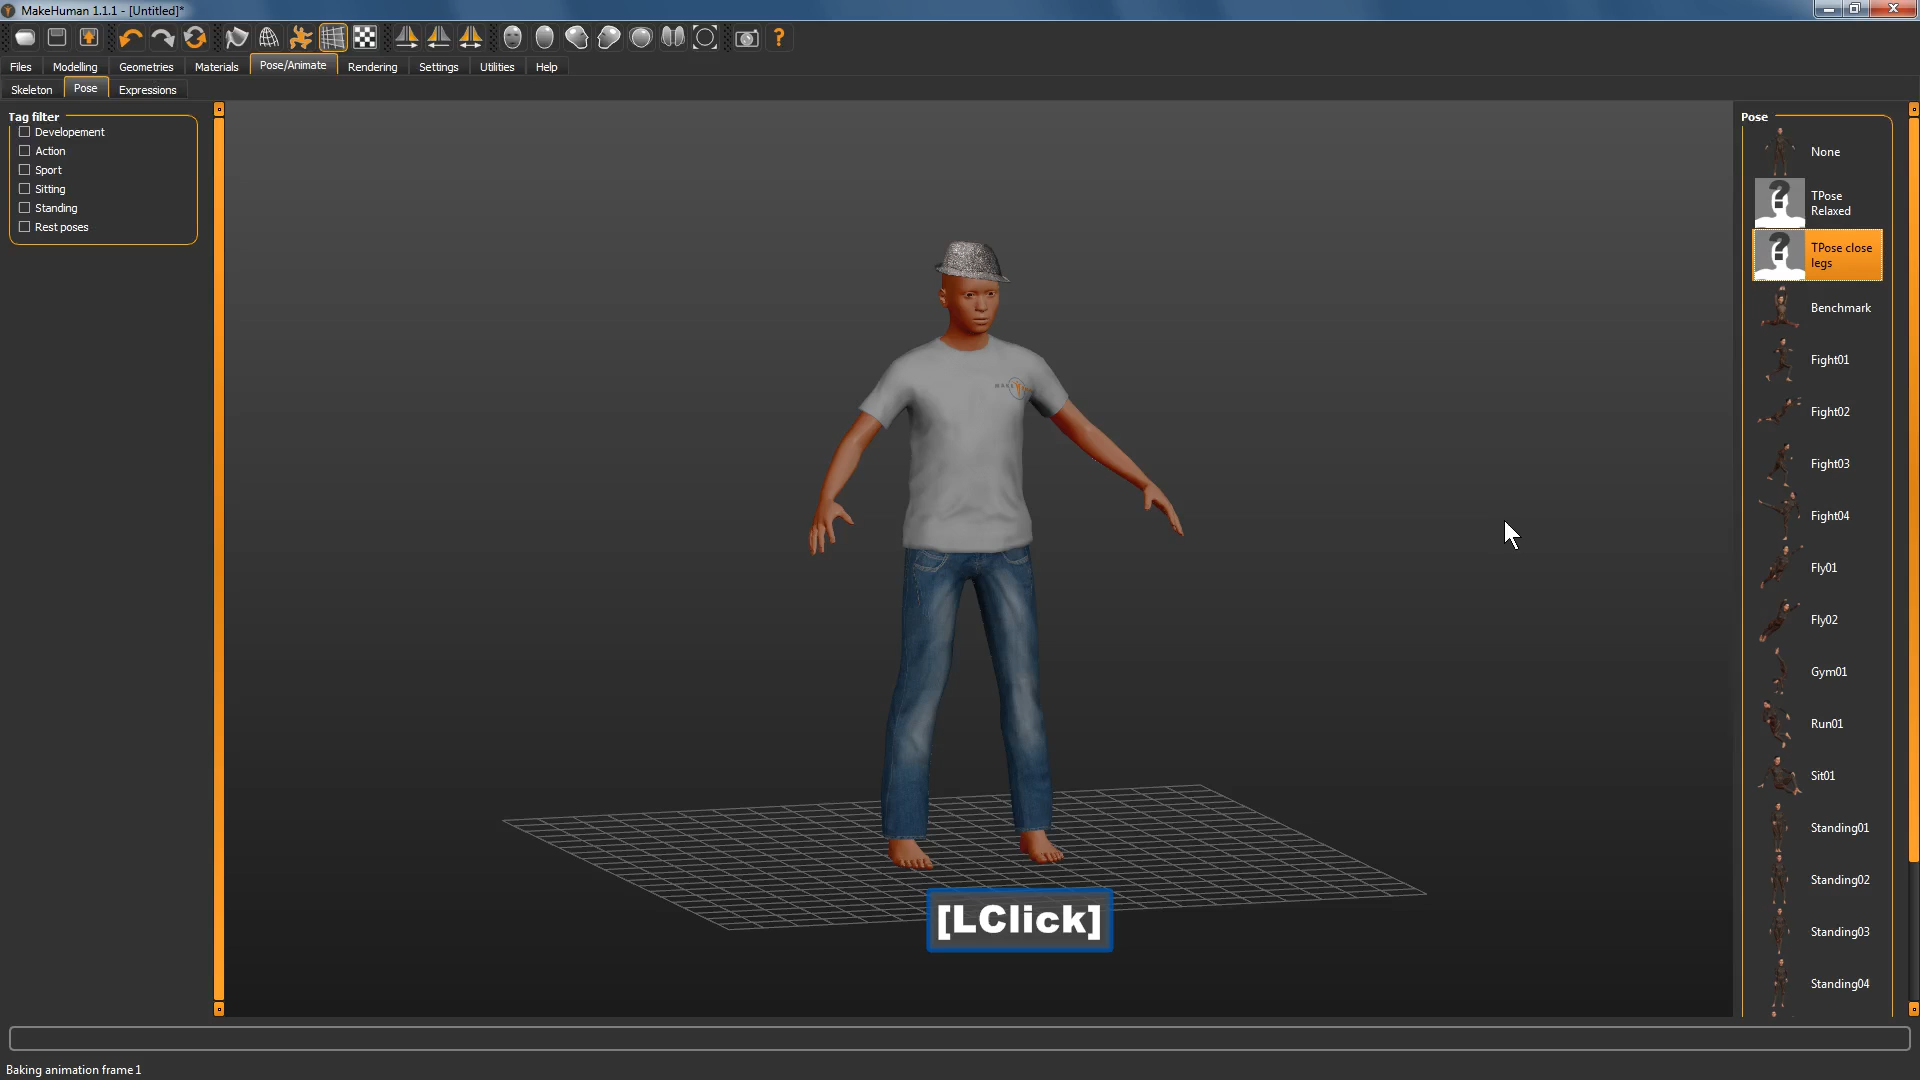 MakeHuman 1.1.1 - [Untitled]*
Files Modelling Geometries Materials Pose/Animate Rendering Settings Utilities Help
Skeleton Pose Expressions
Tag filter
Developement
Action
Sport
Sitting
Standing
Rest poses
Pose
None
TPose
Relaxed
TPose close
legs
Benchmark
Fight01
Fight02
Fight03
Fight04
Fly01
Fly02
Gym01
Run01
Sit01
Standing01
Standing02
Standing03
Standing04
[LClick]
Baking animation frame 1